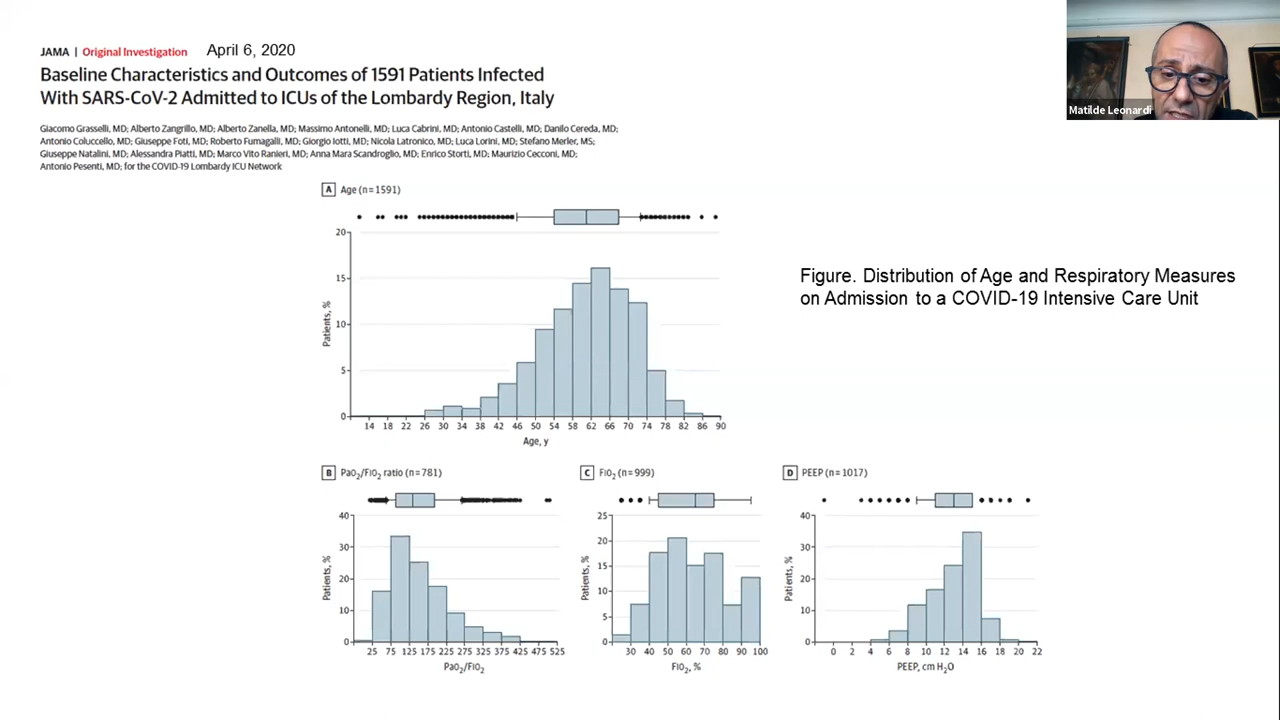 JAMA | Original Investigation April 6, 2020
Baseline Characteristics and Outcomes of 1591 Patients Infected
With SARS-CoV-2 Admitted to ICUs of the Lombardy Region, Italy
Giacomo Grasselli, MD; Alberto Zangrillo, MD; Alberto Zanella, MD; Massimo Antonelli, MD; Luca Cabrini, MD; Antonio Castelli, MD; Danilo Cereda, MD;
Antonio Coluccello, MD; Giuseppe Foti, MD; Roberto Fumagalli, MD; Giorgio Iotti, MD; Nicola Latronico, MD; Luca Lorini, MD; Stefano Merler, MS;
Giuseppe Natalini, MD; Alessandra Piatti, MD; Marco Vito Ranieri, MD; Anna Mara Scandroglio, MD; Enrico Storti, MD; Maurizio Cecconi, MD;
Antonio Pesenti, MD; for the COVID-19 Lombardy ICU Network
Matilde Leonardi
A Age (n=1591)
20
15
10
5
0
Patients, %
14 18 22 26 30 34 38 42 46 50 54 58 62 66 70 74 78 82 86 90
Age, y
Figure. Distribution of Age and Respiratory Measures
on Admission to a COVID-19 Intensive Care Unit
B PaO2/FIO2 ratio (n=781)
40
30
20
10
0
Patients, %
25 75 125 175 225 275 325 375 425 475 525
PaO2/FIO2
C FIO2 (n=999)
25
20
15
10
5
0
Patients, %
30 40 50 60 70 80 90 100
FIO2, %
D PEEP (n=1017)
40
30
20
10
0
Patients, %
0 2 4 6 8 10 12 14 16 18 20 22
PEEP, cm H2O